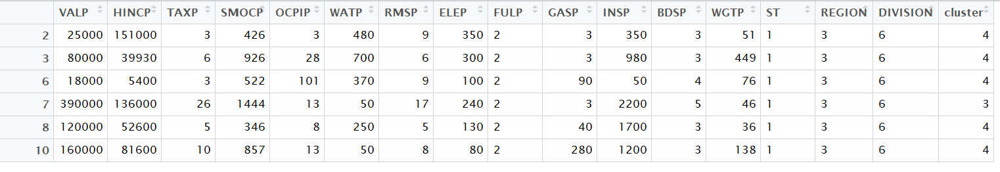 VALP HINCP TAXP SMOCP OCPIP WATP RMSP ELEP FULP GASP INSP BDSP WGTP ST REGION DIVISION cluster
2 25000 151000 3 426 3 480 9 350 2 3 350 3 51 1 3 6 4
3 80000 39930 6 926 28 700 6 300 2 3 980 3 449 1 3 6 4
6 18000 5400 3 522 101 370 9 100 2 90 50 4 76 1 3 6 4
7 390000 136000 26 1444 13 50 17 240 2 3 2200 5 46 1 3 6 3
8 120000 52600 5 346 8 250 5 130 2 40 1700 3 36 1 3 6 4
10 160000 81600 10 857 13 50 8 80 2 280 1200 3 138 1 3 6 4